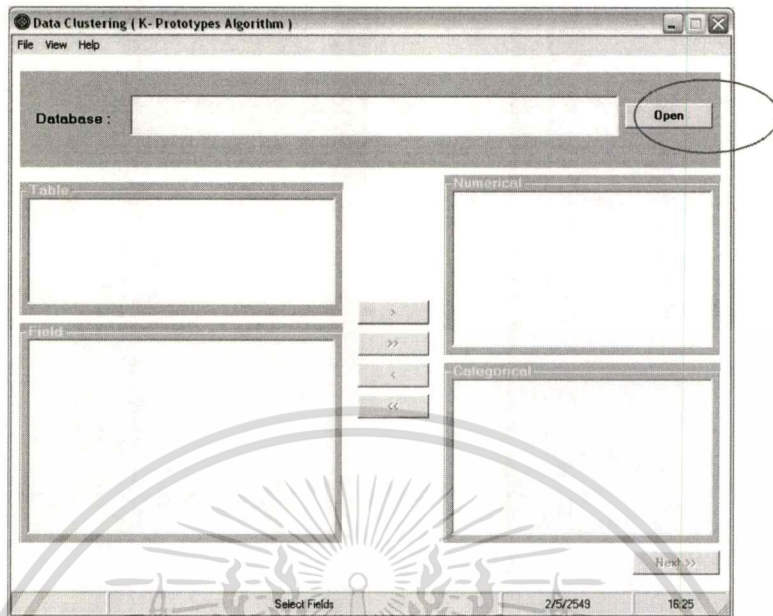 Data Clustering ( K- Prototypes Algorithm )
File View Help
Database :
Open
Table
Numerical
>
>>
<
<<
Field
Categorical
Next >>
Select Fields
2/5/2549
16:25